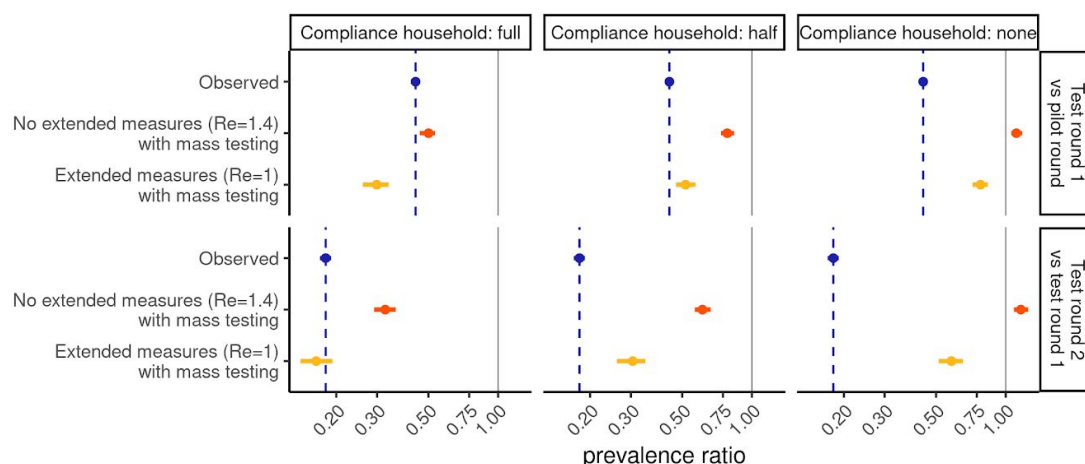 Compliance household: full
Compliance household: half
Compliance household: none
Observed
No extended measures (Re=1.4)
with mass testing
Extended measures (Re=1)
with mass testing
Test round 1
vs pilot round
Observed
No extended measures (Re=1.4)
with mass testing
Extended measures (Re=1)
with mass testing
Test round 2
vs test round 1
0.20 0.30 0.50 0.75 1.00
0.20 0.30 0.50 0.75 1.00
0.20 0.30 0.50 0.75 1.00
prevalence ratio